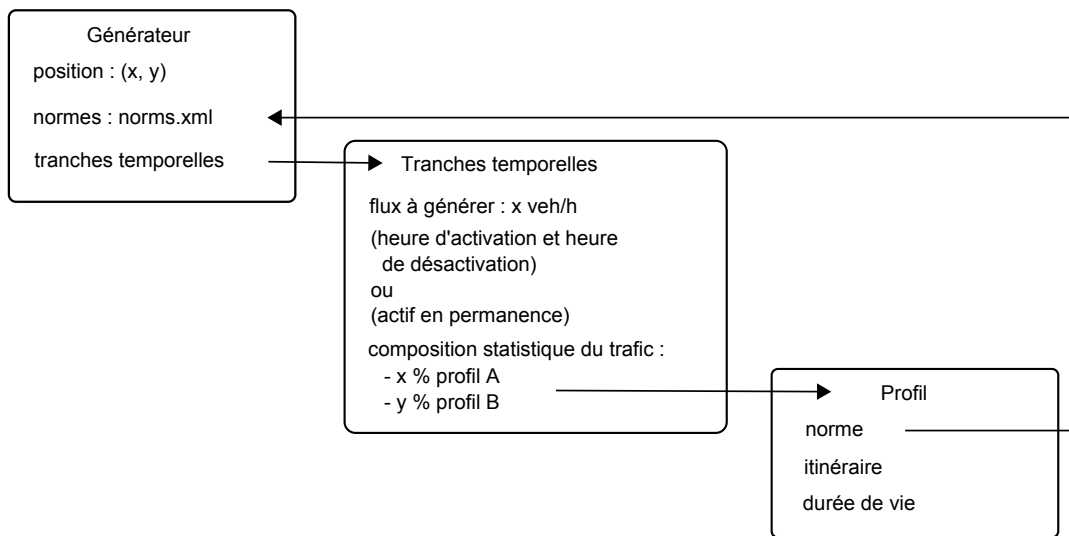 Générateur
position : (x, y)
normes : norms.xml
tranches temporelles
Tranches temporelles
flux à générer : x veh/h
(heure d'activation et heure
de désactivation)
ou
(actif en permanence)
composition statistique du trafic :
- x % profil A
- y % profil B
Profil
norme
itinéraire
durée de vie